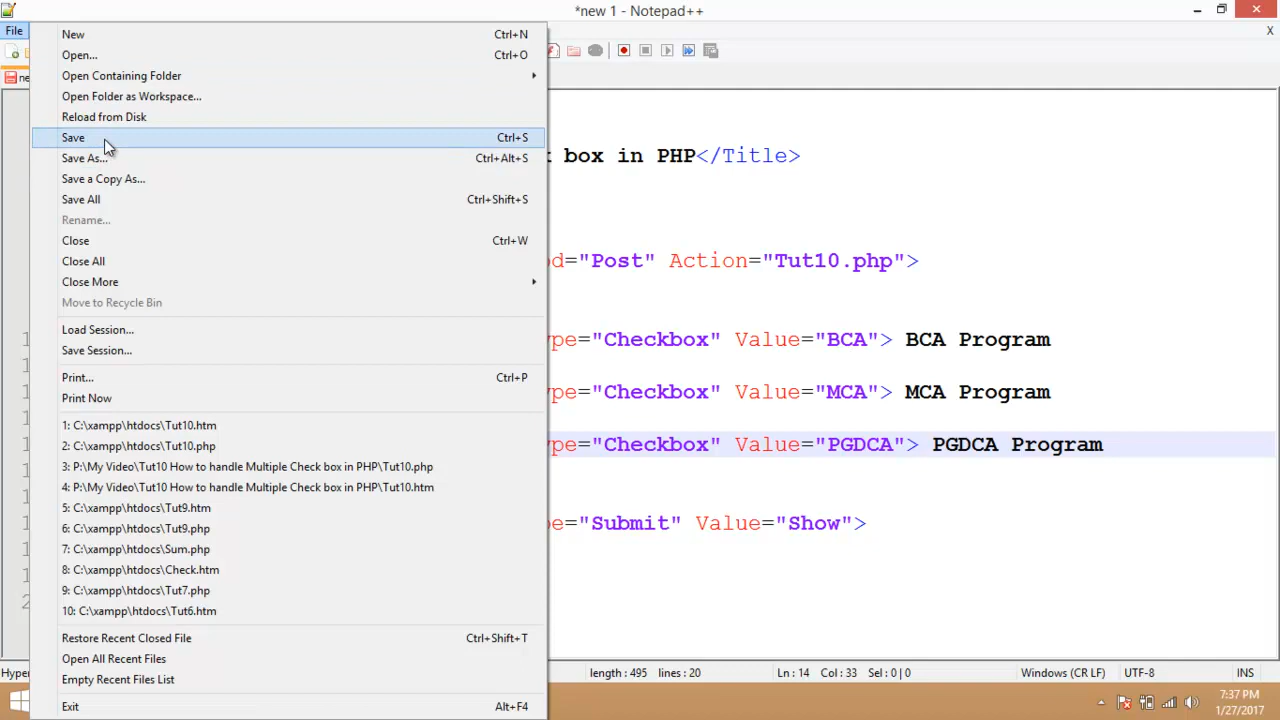 *new 1 - Notepad++
File
X
New Ctrl+N
Open... Ctrl+O
Open Containing Folder
Open Folder as Workspace...
Reload from Disk
Save Ctrl+S
Save As... Ctrl+Alt+S
Save a Copy As...
Save All Ctrl+Shift+S
Rename...
Close Ctrl+W
Close All
Close More
Move to Recycle Bin
Load Session...
Save Session...
Print... Ctrl+P
Print Now
1: C:\xampp\htdocs\Tut10.htm
2: C:\xampp\htdocs\Tut10.php
3: P:\My Video\Tut10 How to handle Multiple Check box in PHP\Tut10.php
4: P:\My Video\Tut10 How to handle Multiple Check box in PHP\Tut10.htm
5: C:\xampp\htdocs\Tut9.htm
6: C:\xampp\htdocs\Tut9.php
7: C:\xampp\htdocs\Sum.php
8: C:\xampp\htdocs\Check.htm
9: C:\xampp\htdocs\Tut7.php
10: C:\xampp\htdocs\Tut6.htm
Restore Recent Closed File Ctrl+Shift+T
Open All Recent Files
Empty Recent Files List
Exit Alt+F4
ne
k box in PHP</Title>
od="Post" Action="Tut10.php">
ype="Checkbox" Value="BCA"> BCA Program
ype="Checkbox" Value="MCA"> MCA Program
ype="Checkbox" Value="PGDCA"> PGDCA Program
pe="Submit" Value="Show">
Hyper length : 495 lines : 20 Ln : 14 Col : 33 Sel : 0 | 0 Windows (CR LF) UTF-8 INS
7:37 PM
1/27/2017